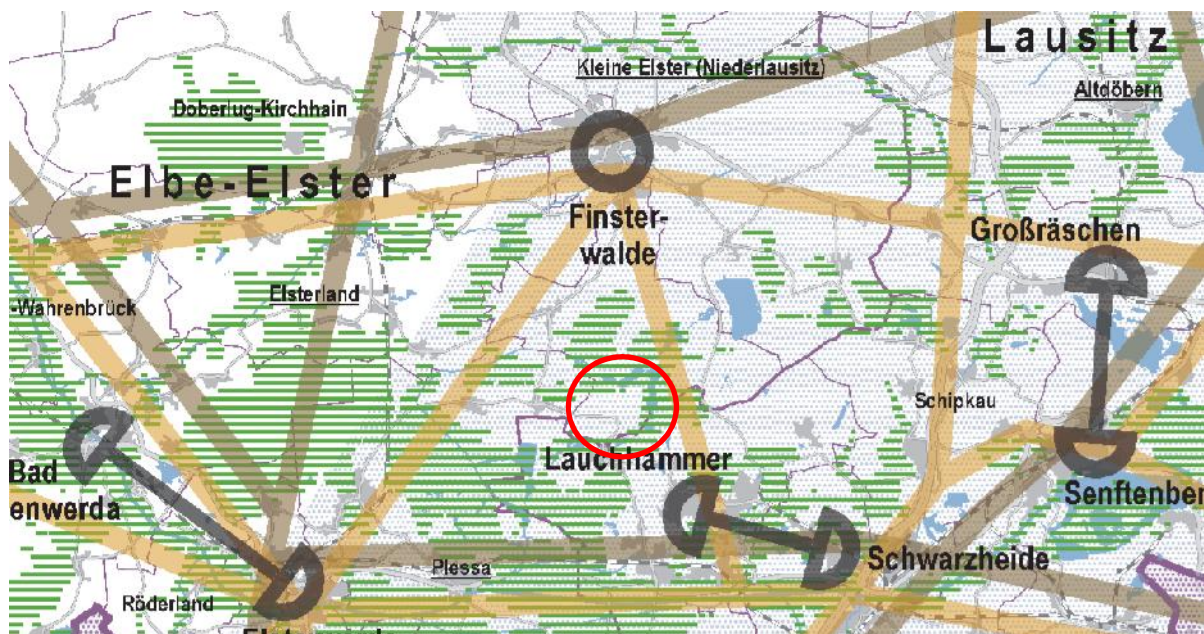 Lausitz
Kleine Elster (Niederlausitz)
Altdöbern
Doberlug-Kirchhain
Elbe-Elster
Finster-
walde
Großräschen
Elsterland
-Wahrenbrück
Schipkau
Lauchhammer
Bad
enwerda
Senftenber
Schwarzheide
Plessa
Röderland